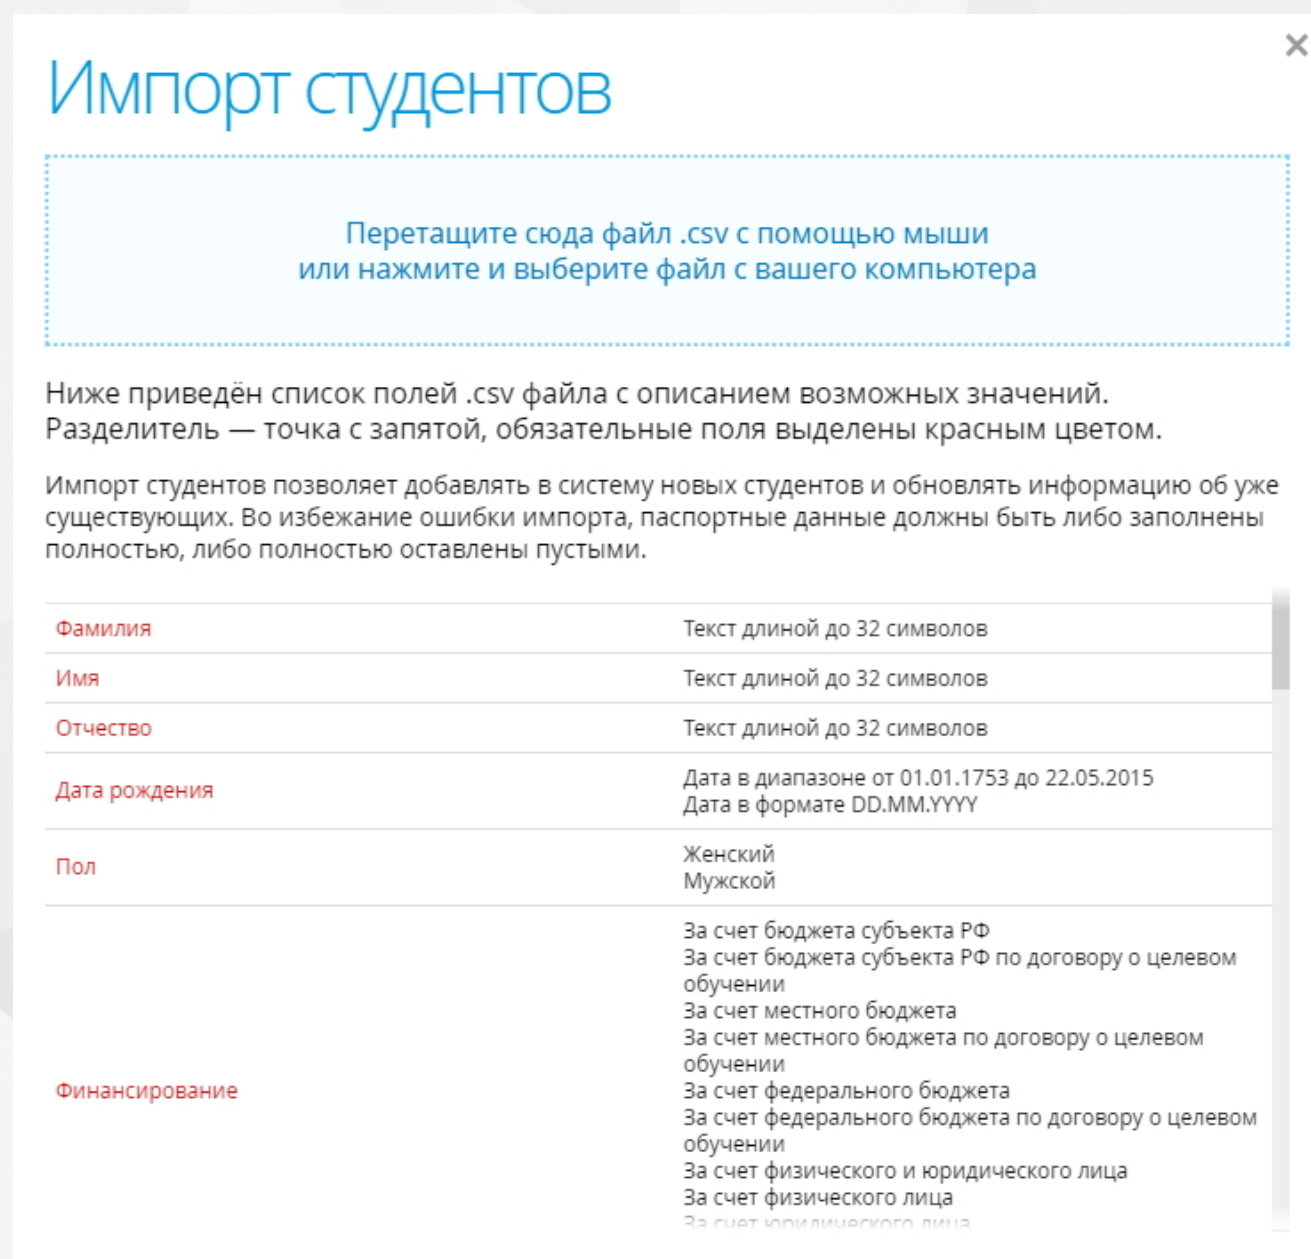 Импорт студентов
Перетащите сюда файл .csv с помощью мыши
или нажмите и выберите файл с вашего компьютера
Ниже приведён список полей .csv файла с описанием возможных значений.
Разделитель — точка с запятой, обязательные поля выделены красным цветом.
Импорт студентов позволяет добавлять в систему новых студентов и обновлять информацию об уже
существующих. Во избежание ошибки импорта, паспортные данные должны быть либо заполнены
полностью, либо полностью оставлены пустыми.
Фамилия
Текст длиной до 32 символов
Имя
Текст длиной до 32 символов
Отчество
Текст длиной до 32 символов
Дата рождения
Дата в диапазоне от 01.01.1753 до 22.05.2015
Дата в формате DD.MM.YYYY
Пол
Женский
Мужской
Финансирование
За счет бюджета субъекта РФ
За счет бюджета субъекта РФ по договору о целевом
обучении
За счет местного бюджета
За счет местного бюджета по договору о целевом
обучении
За счет федерального бюджета
За счет федерального бюджета по договору о целевом
обучении
За счет физического и юридического лица
За счет физического лица
За счет юридического лица